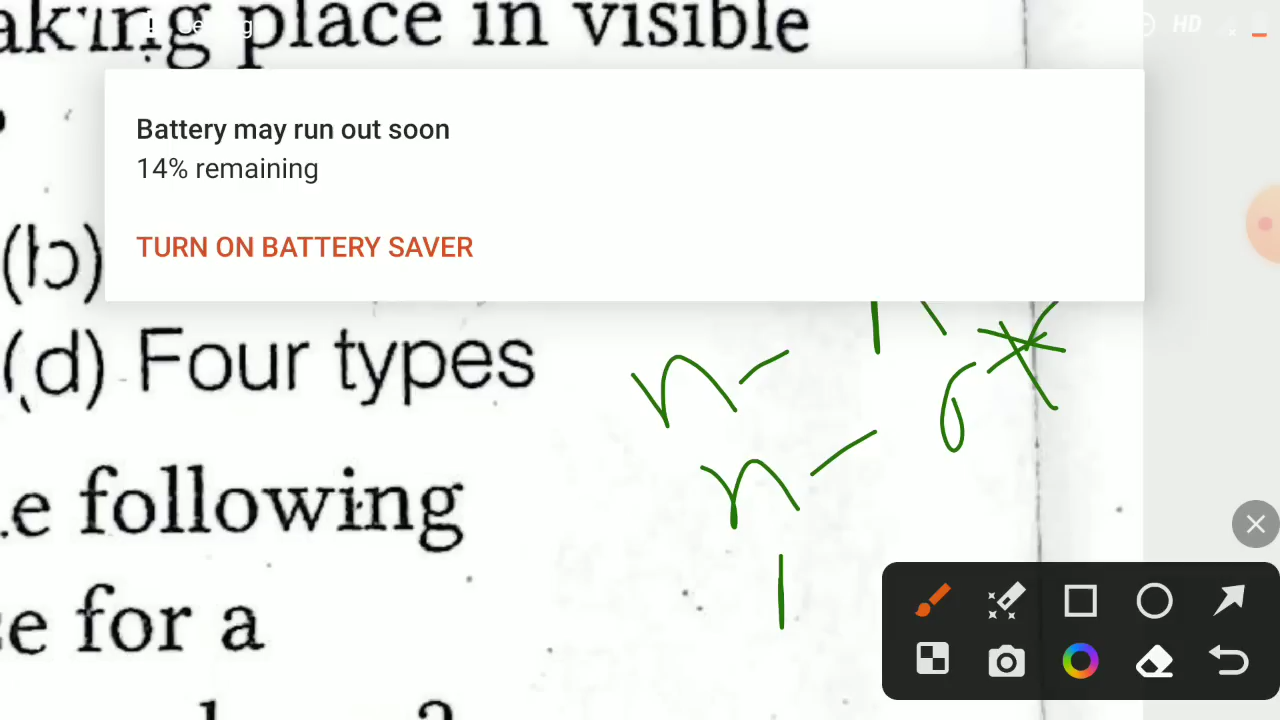 aking place in visible
HD
Battery may run out soon
14% remaining
TURN ON BATTERY SAVER
(b)
(d) Four types
n-
σ*
n-
e following
e for a